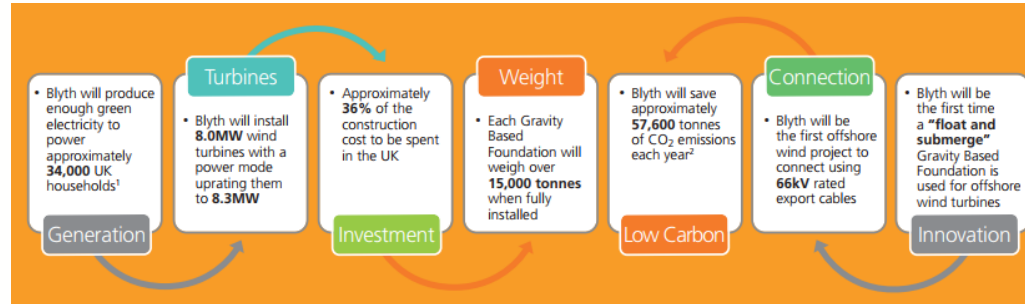 • Blyth will produce
enough green
electricity to
power
approximately
34,000 UK
households¹
Generation
Turbines
• Blyth will install
8.0MW wind
turbines with a
power mode
uprating them
to 8.3MW
• Approximately
36% of the
construction
cost to be spent
in the UK
Investment
Weight
• Each Gravity
Based
Foundation will
weigh over
15,000 tonnes
when fully
installed
• Blyth will save
approximately
57,600 tonnes
of CO₂ emissions
each year²
Low Carbon
Connection
• Blyth will be
the first offshore
wind project to
connect using
66kV rated
export cables
• Blyth will be
the first time
a "float and
submerge"
Gravity Based
Foundation is
used for offshore
wind turbines
Innovation